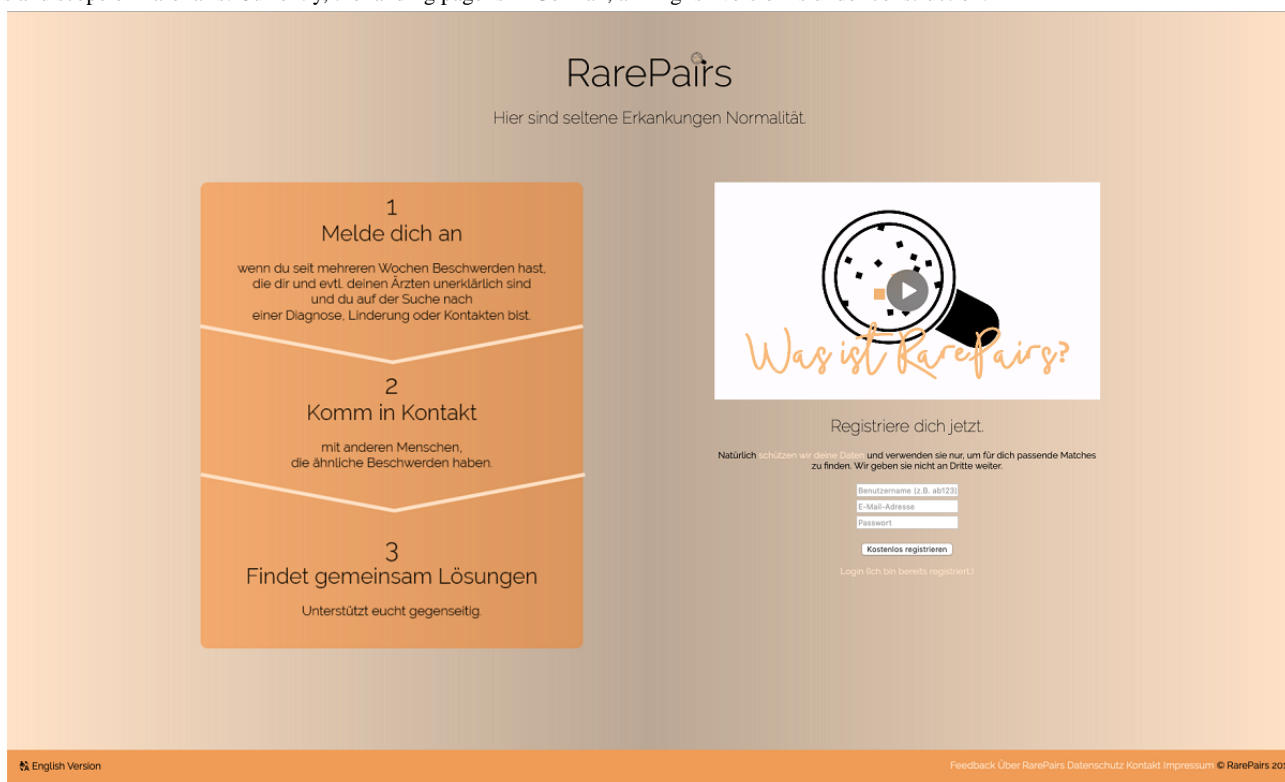 RarePairs
Hier sind seltene Erkankungen Normalität.
1
Melde dich an
wenn du seit mehreren Wochen Beschwerden hast,
die dir und evtl. deinen Ärzten unerklärlich sind
und du auf der Suche nach
einer Diagnose, Linderung oder Kontakten bist.
2
Komm in Kontakt
mit anderen Menschen,
die ähnliche Beschwerden haben.
3
Findet gemeinsam Lösungen
Unterstützt eucht gegenseitig.
Was ist RarePairs?
Registriere dich jetzt.
Natürlich schützen wir deine Daten und verwenden sie nur, um für dich passende Matches
zu finden. Wir geben sie nicht an Dritte weiter.
Benutzername (z.B. ab123)
E-Mail-Adresse
Passwort
Kostenlos registrieren
Login (Ich bin bereits registriert.)
English Version
Feedback Über RarePairs Datenschutz Kontakt Impressum © RarePairs